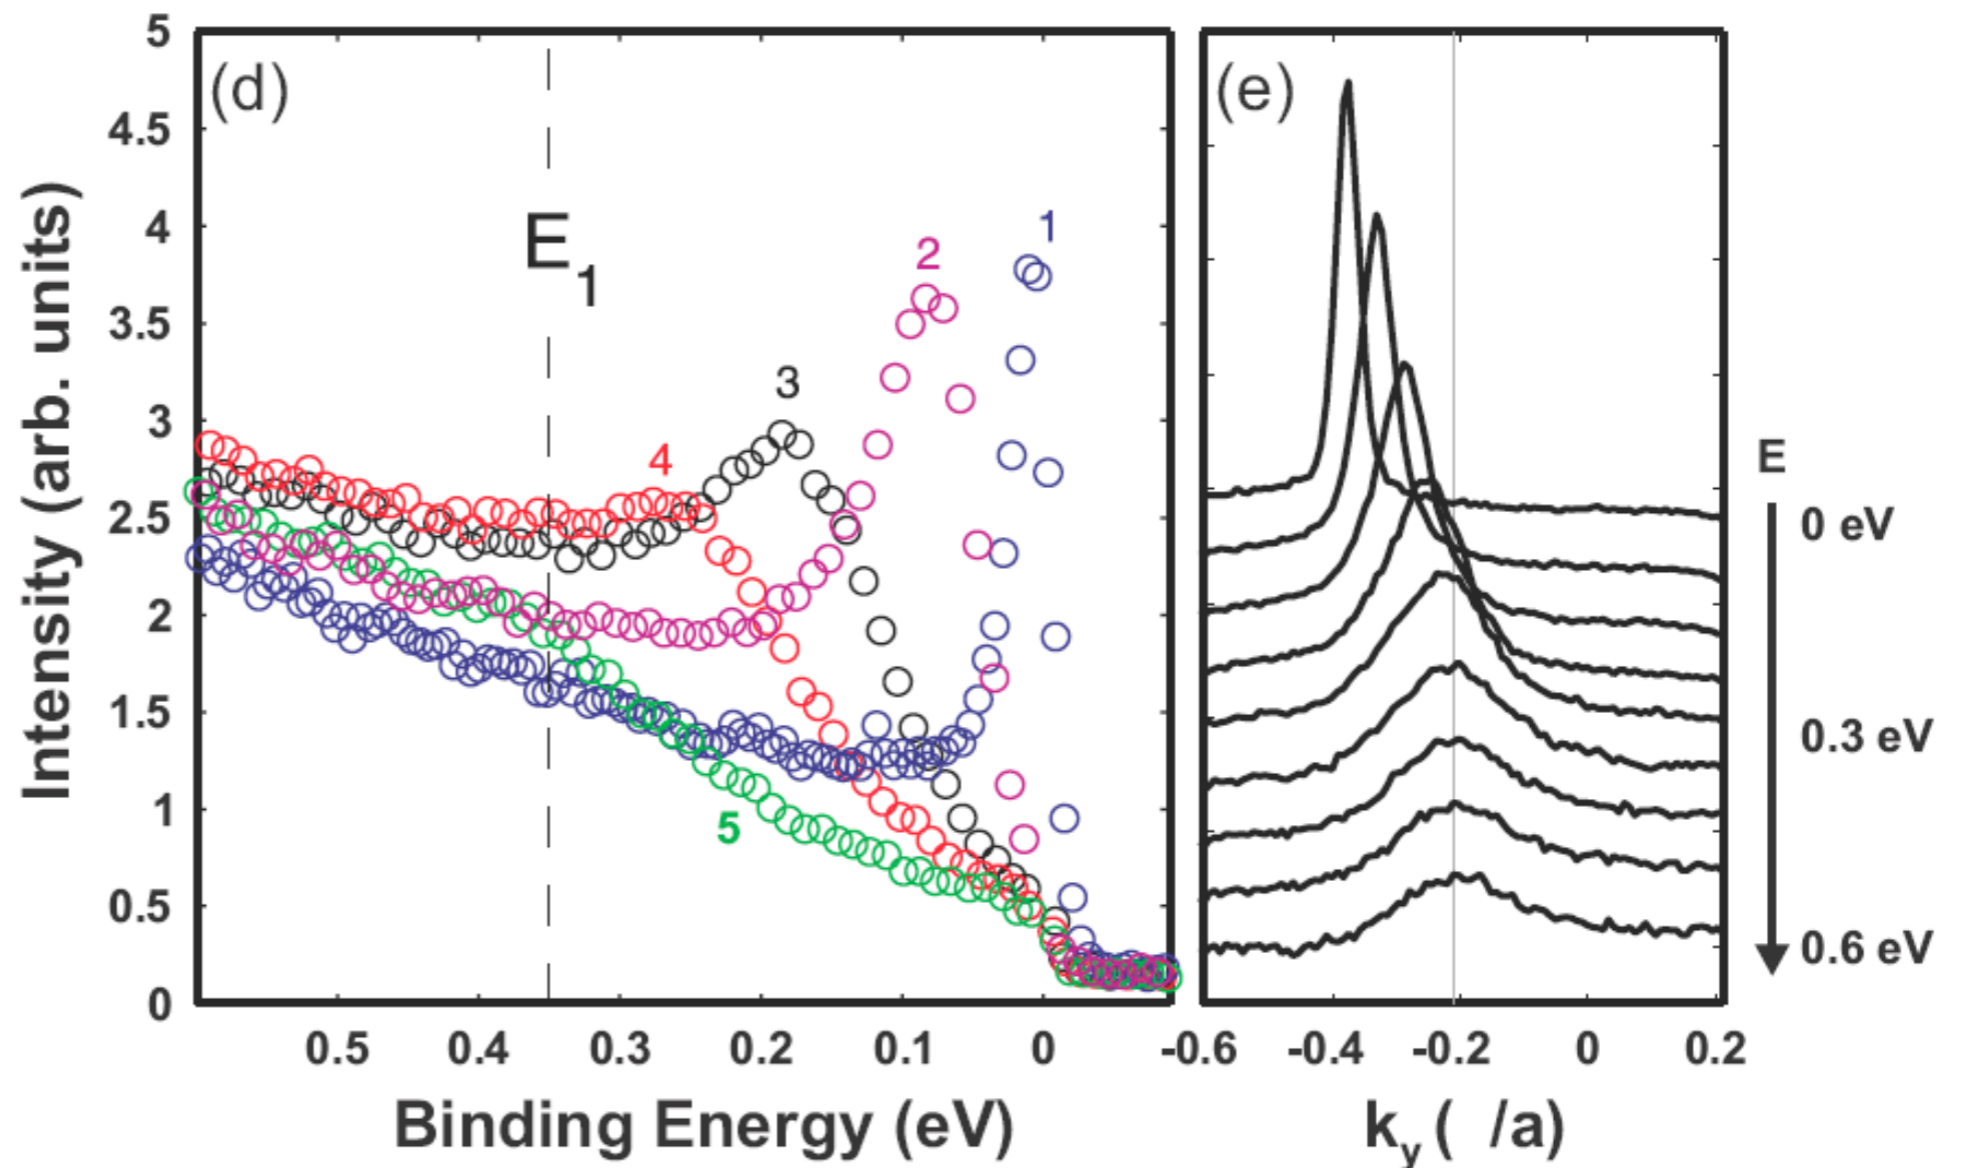 (d)
(e)
Intensity (arb. units)
5
4.5
4
3.5
3
2.5
2
1.5
1
0.5
0
E1
1
2
3
4
5
0.5 0.4 0.3 0.2 0.1 0
Binding Energy (eV)
-0.6 -0.4 -0.2 0 0.2
ky ( /a)
E
0 eV
0.3 eV
0.6 eV